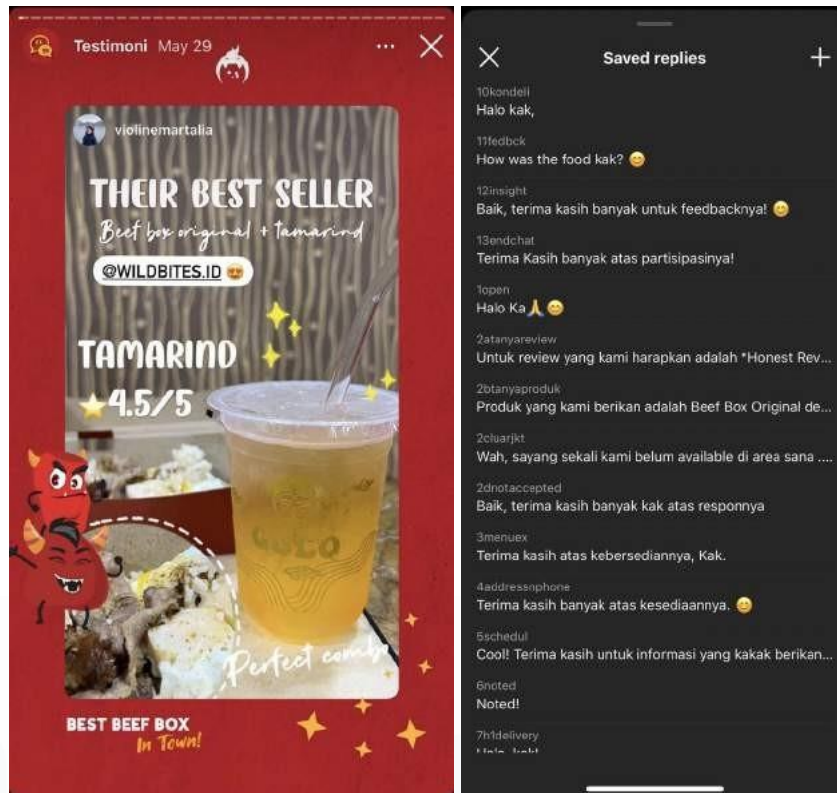 Testimoni May 29
violinemartalia
THEIR BEST SELLER
Beef box original + tamarind
@WILDBITES.ID
TAMARIND
4.5/5
Perfect combo
BEST BEEF BOX
In Town!
Saved replies
10kondeli
Halo kak,
11fedbck
How was the food kak? 😊
12insight
Baik, terima kasih banyak untuk feedbacknya! 😊
13endchat
Terima Kasih banyak atas partisipasinya!
1open
Halo Ka🙏😊
2atanyareview
Untuk review yang kami harapkan adalah *Honest Rev...
2btanyaproduk
Produk yang kami berikan adalah Beef Box Original de...
2cluarjkt
Wah, sayang sekali kami belum available di area sana ....
2dnotaccepted
Baik, terima kasih banyak kak atas responnya
3menuex
Terima kasih atas kebersediannya, Kak.
4addressophone
Terima kasih banyak atas kesediaannya. 😊
5schedul
Cool! Terima kasih untuk informasi yang kakak berikan...
6noted
Noted!
7h1delivery